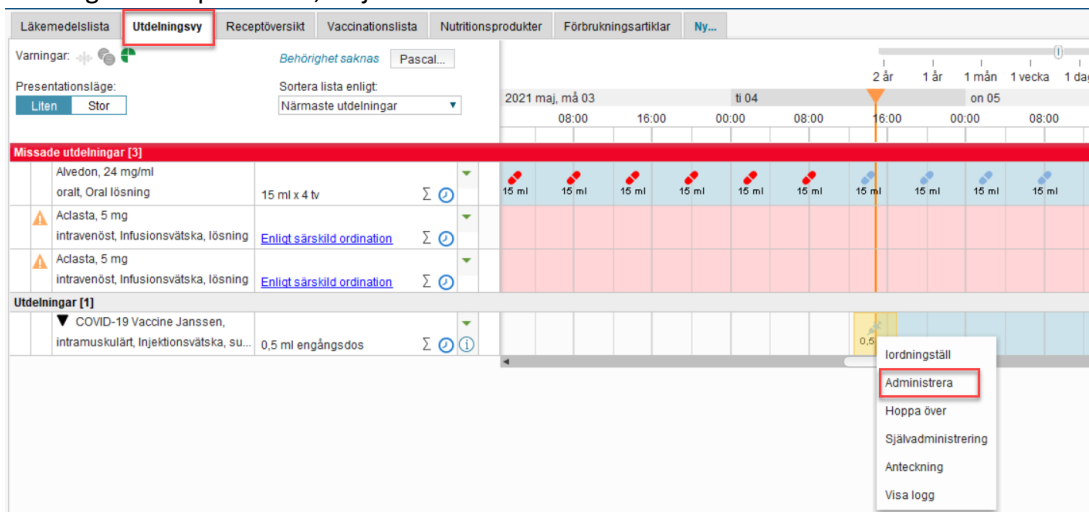 Läkemedelslista Utdelningsvy Receptöversikt Vaccinationslista Nutritionsprodukter Förbrukningsartiklar Ny...
Varningar: Behörighet saknas Pascal...
2 år 1 år 1 mån 1 vecka 1 dag
Presentationsläge: Sortera lista enligt:
Liten Stor Närmaste utdelningar
2021 maj, må 03 ti 04 on 05
08:00 16:00 00:00 08:00 16:00 00:00 08:00
Missade utdelningar [3]
Alvedon, 24 mg/ml
oralt, Oral lösning 15 ml x 4 tv Σ 15 ml 15 ml 15 ml 15 ml 15 ml 15 ml 15 ml 15 ml 15 ml 15 ml
Aclasta, 5 mg
intravenöst, Infusionsvätska, lösning Enligt särskild ordination Σ
Aclasta, 5 mg
intravenöst, Infusionsvätska, lösning Enligt särskild ordination Σ
Utdelningar [1]
COVID-19 Vaccine Janssen,
intramuskulärt, Injektionsvätska, su... 0,5 ml engångsdos Σ 0,5
Iordningställ
Administrera
Hoppa över
Självadministrering
Anteckning
Visa logg